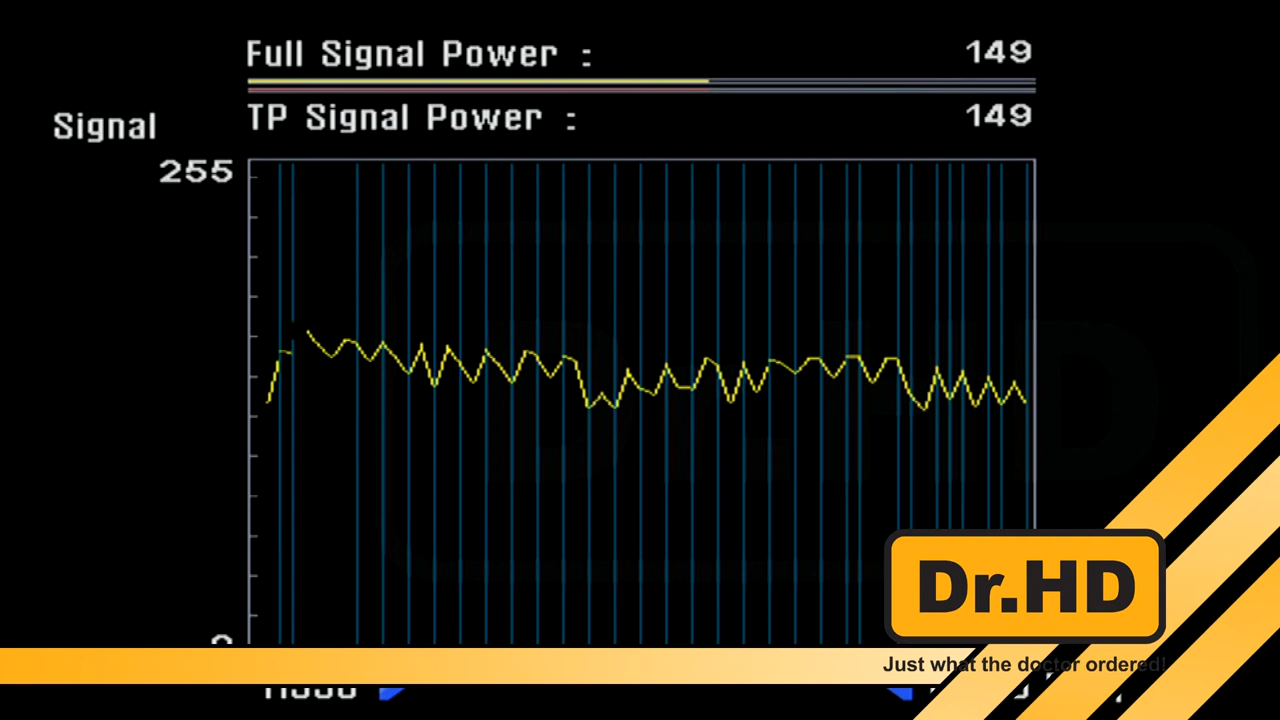 Full Signal Power : 149
TP Signal Power : 149
Signal
255
Dr.HD
Just what the doctor ordered!